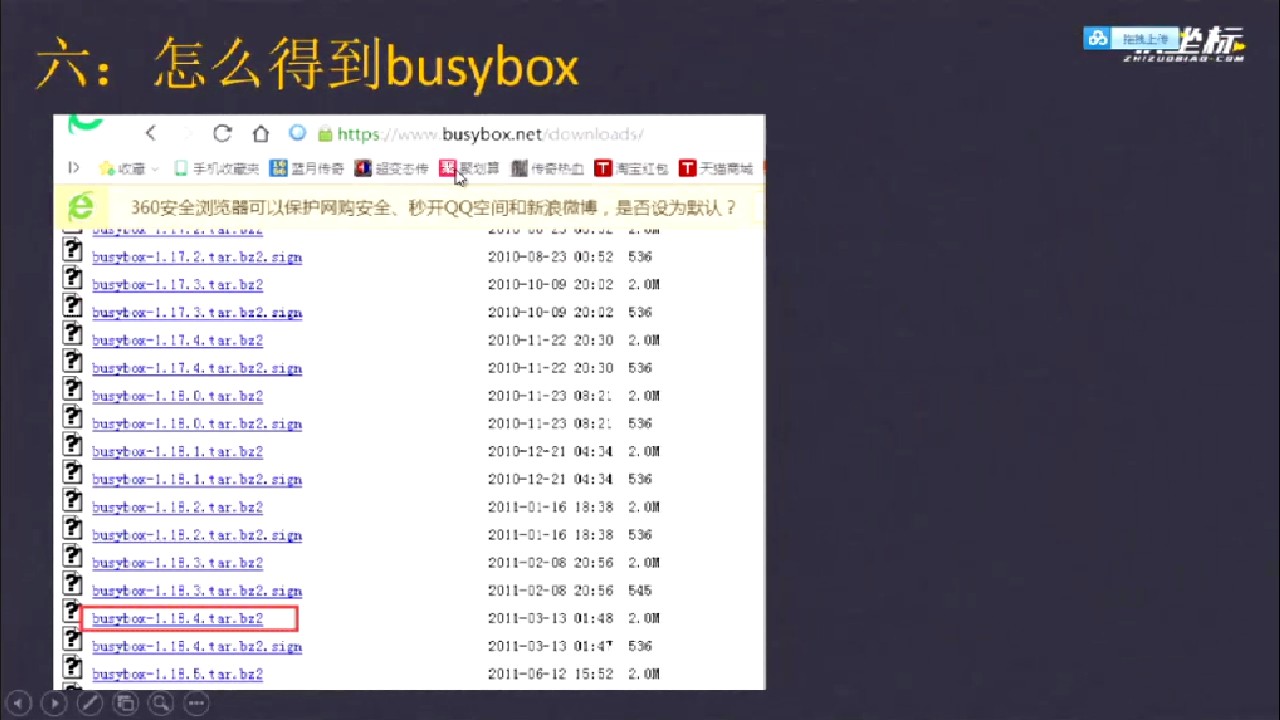 六：怎么得到busybox
拖拽上传
ZHIZUOBIAO.COM
https://www.busybox.net/downloads/
收藏 手机收藏夹 蓝月传奇 超变态传 聚划算 传奇热血 淘宝红包 天猫商城
360安全浏览器可以保护网购安全、秒开QQ空间和新浪微博，是否设为默认？
busybox-1.17.2.tar.bz2 2010-08-23 00:52 2.0M
busybox-1.17.2.tar.bz2.sign 2010-08-23 00:52 536
busybox-1.17.3.tar.bz2 2010-10-09 20:02 2.0M
busybox-1.17.3.tar.bz2.sign 2010-10-09 20:02 536
busybox-1.17.4.tar.bz2 2010-11-22 20:30 2.0M
busybox-1.17.4.tar.bz2.sign 2010-11-22 20:30 536
busybox-1.18.0.tar.bz2 2010-11-23 08:21 2.0M
busybox-1.18.0.tar.bz2.sign 2010-11-23 08:21 536
busybox-1.18.1.tar.bz2 2010-12-21 04:34 2.0M
busybox-1.18.1.tar.bz2.sign 2010-12-21 04:34 536
busybox-1.18.2.tar.bz2 2011-01-16 18:38 2.0M
busybox-1.18.2.tar.bz2.sign 2011-01-16 18:38 536
busybox-1.18.3.tar.bz2 2011-02-08 20:56 2.0M
busybox-1.18.3.tar.bz2.sign 2011-02-08 20:56 545
busybox-1.18.4.tar.bz2 2011-03-13 01:48 2.0M
busybox-1.18.4.tar.bz2.sign 2011-03-13 01:47 536
busybox-1.18.5.tar.bz2 2011-06-12 15:52 2.0M